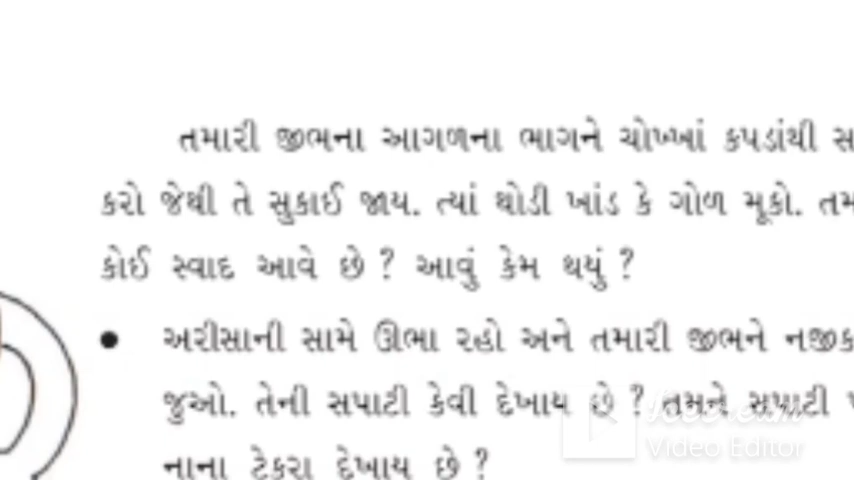 તમારી જીભના આગળના ભાગને ચોખ્ખાં કપડાંથી
કરો જેથી તે સુકાઈ જાય. ત્યાં થોડી ખાંડ કે ગોળ મૂકો.
કોઈ સ્વાદ આવે છે ? આવું કેમ થયું ?
● અરીસાની સામે ઊભા રહો અને તમારી જીભને નજીક
જુઓ. તેની સપાટી કેવી દેખાય છે ? તમને સપાટી
નાના ટેકરા દેખાય છે ?
Video Editor